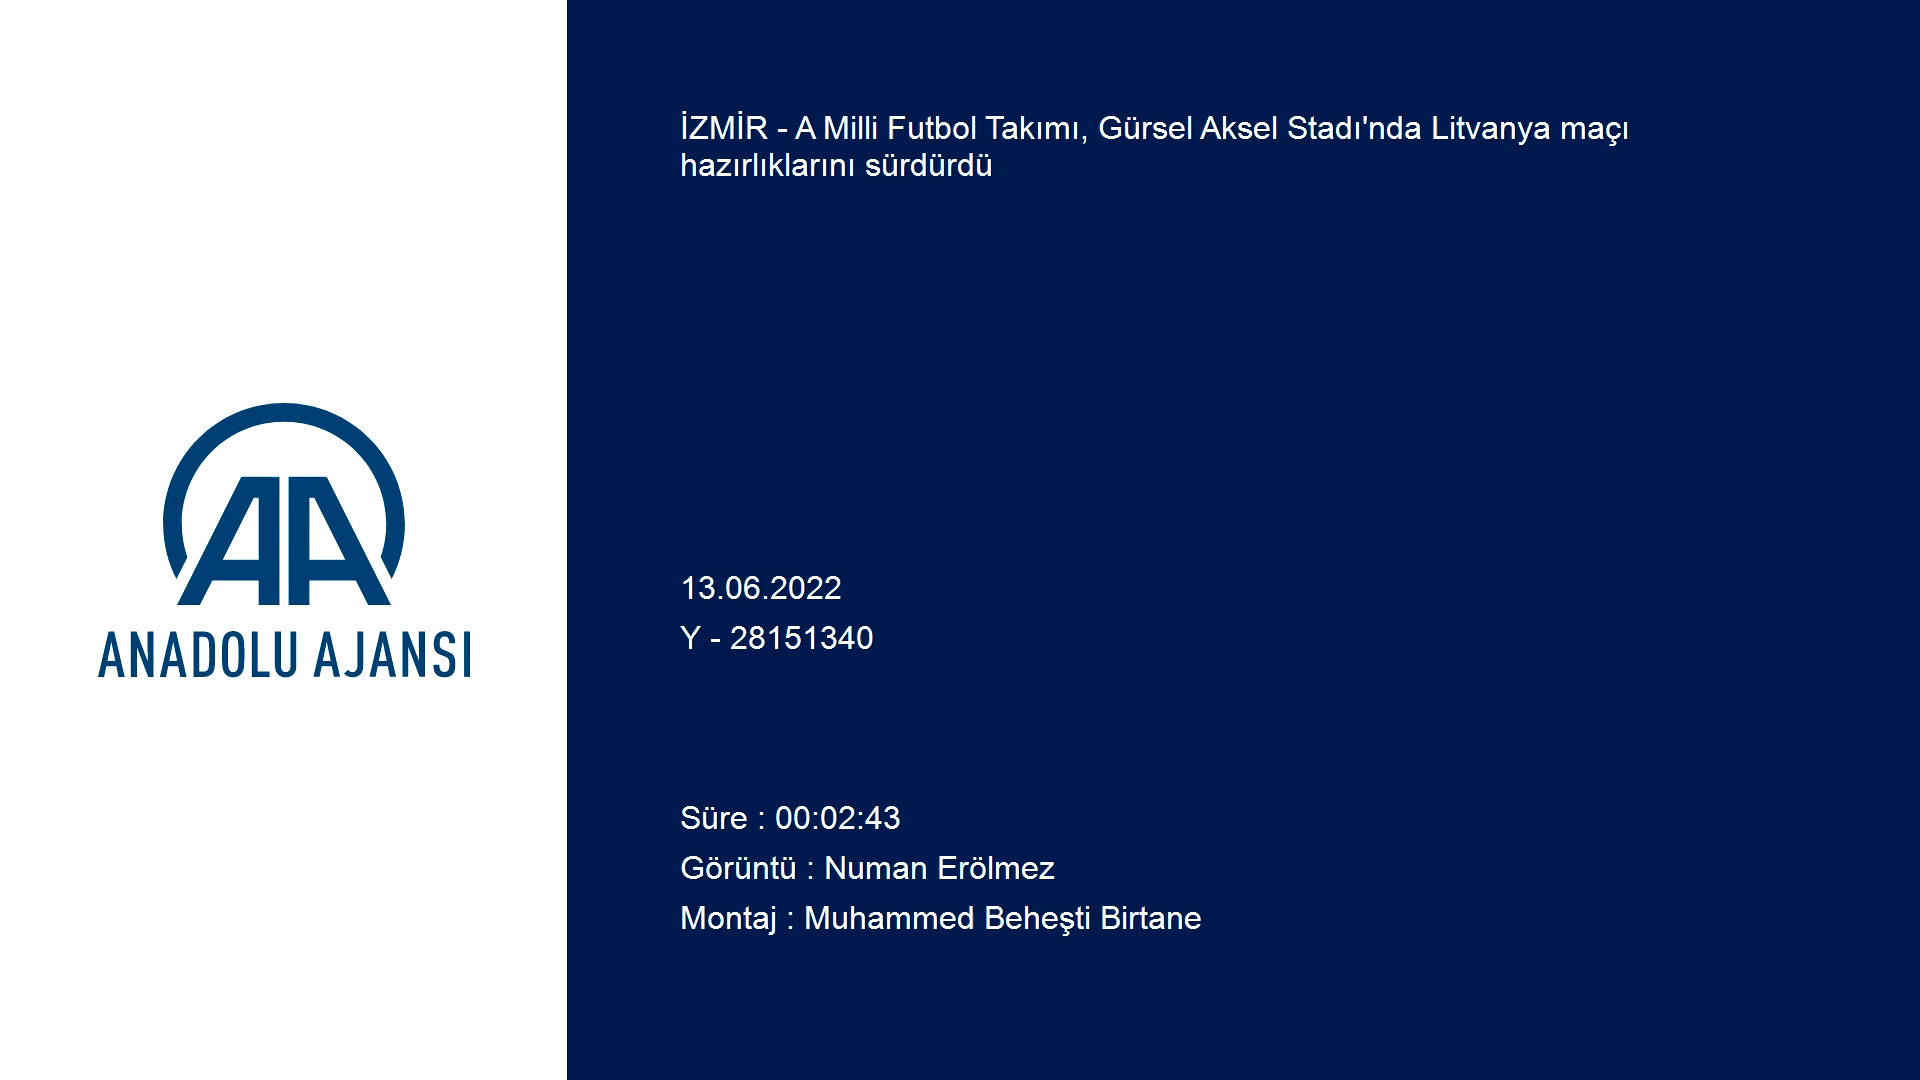 İZMİR - A Milli Futbol Takımı, Gürsel Aksel Stadı'nda Litvanya maçı
hazırlıklarını sürdürdü
AA
ANADOLU AJANSI
13.06.2022
Y - 28151340
Süre : 00:02:43
Görüntü : Numan Erölmez
Montaj : Muhammed Beheşti Birtane